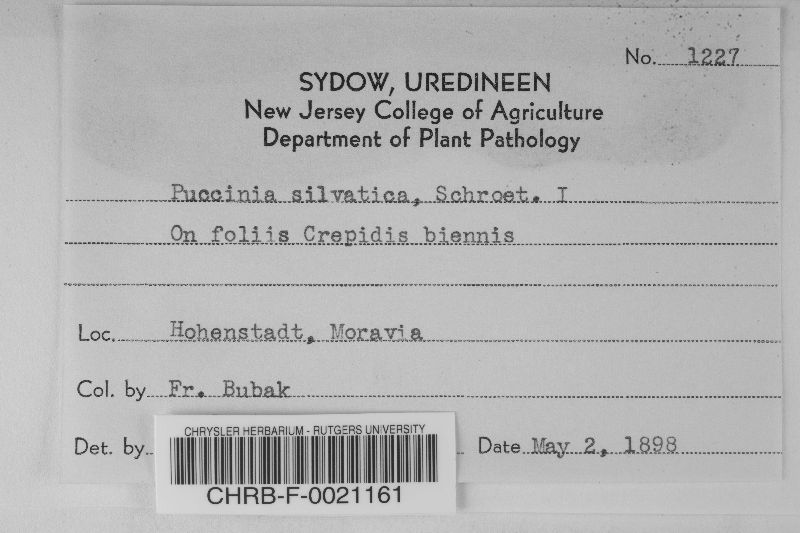 No. 1227
SYDOW, UREDINEEN
New Jersey College of Agriculture
Department of Plant Pathology
Puccinia silvatica, Schroet. I
On foliis Crepidis biennis
Loc. Hohenstadt, Moravia
Col. by Fr. Bubak
Det. by
Date May 2, 1898
CHRYSLER HERBARIUM - RUTGERS UNIVERSITY
CHRB-F-0021161